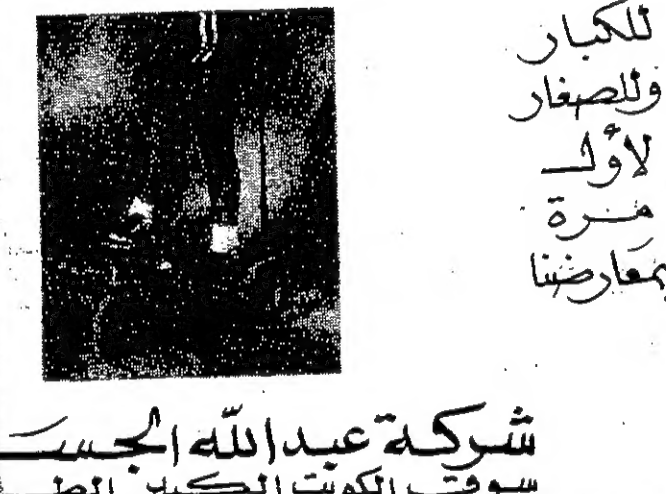 للكبار
وللصغار
لأول
مرة
بمعارضنا
شركة عبدالله
سوق الكويت الكبير